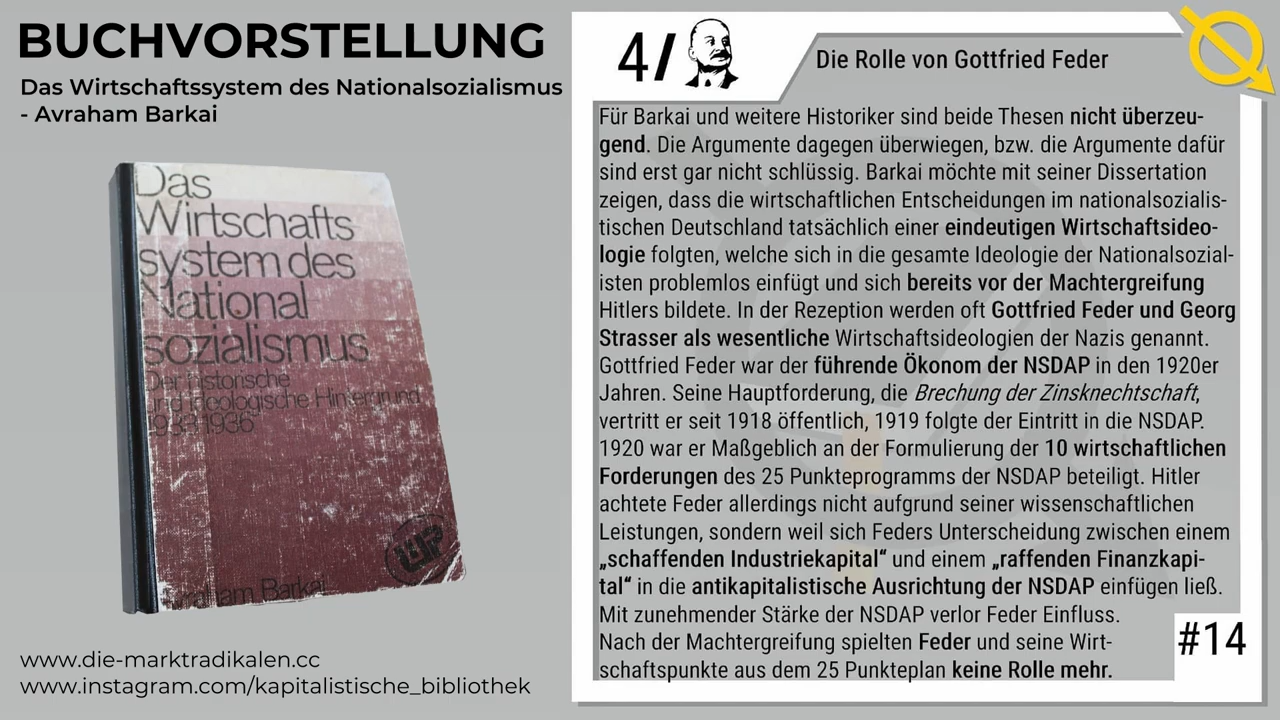 BUCHVORSTELLUNG
Das Wirtschaftssystem des Nationalsozialismus
- Avraham Barkai
Das
Wirtschafts
system des
National
sozialismus
Der historische
und ideologische Hintergrund
1933-1936
Avraham Barkai
www.die-marktradikalen.cc
www.instagram.com/kapitalistische_bibliothek
4/
Die Rolle von Gottfried Feder
Für Barkai und weitere Historiker sind beide Thesen nicht überzeu-
gend. Die Argumente dagegen überwiegen, bzw. die Argumente dafür
sind erst gar nicht schlüssig. Barkai möchte mit seiner Dissertation
zeigen, dass die wirtschaftlichen Entscheidungen im nationalsozialis-
tischen Deutschland tatsächlich einer eindeutigen Wirtschaftsideo-
logie folgten, welche sich in die gesamte Ideologie der Nationalsozial-
isten problemlos einfügt und sich bereits vor der Machtergreifung
Hitlers bildete. In der Rezeption werden oft Gottfried Feder und Georg
Strasser als wesentliche Wirtschaftsideologien der Nazis genannt.
Gottfried Feder war der führende Ökonom der NSDAP in den 1920er
Jahren. Seine Hauptforderung, die Brechung der Zinsknechtschaft,
vertritt er seit 1918 öffentlich, 1919 folgte der Eintritt in die NSDAP.
1920 war er Maßgeblich an der Formulierung der 10 wirtschaftlichen
Forderungen des 25 Punkteprogramms der NSDAP beteiligt. Hitler
achtete Feder allerdings nicht aufgrund seiner wissenschaftlichen
Leistungen, sondern weil sich Feders Unterscheidung zwischen einem
„schaffenden Industriekapital“ und einem „raffenden Finanzkapi-
tal“ in die antikapitalistische Ausrichtung der NSDAP einfügen ließ.
Mit zunehmender Stärke der NSDAP verlor Feder Einfluss.
Nach der Machtergreifung spielten Feder und seine Wirt-
schaftspunkte aus dem 25 Punkteplan keine Rolle mehr.
#14